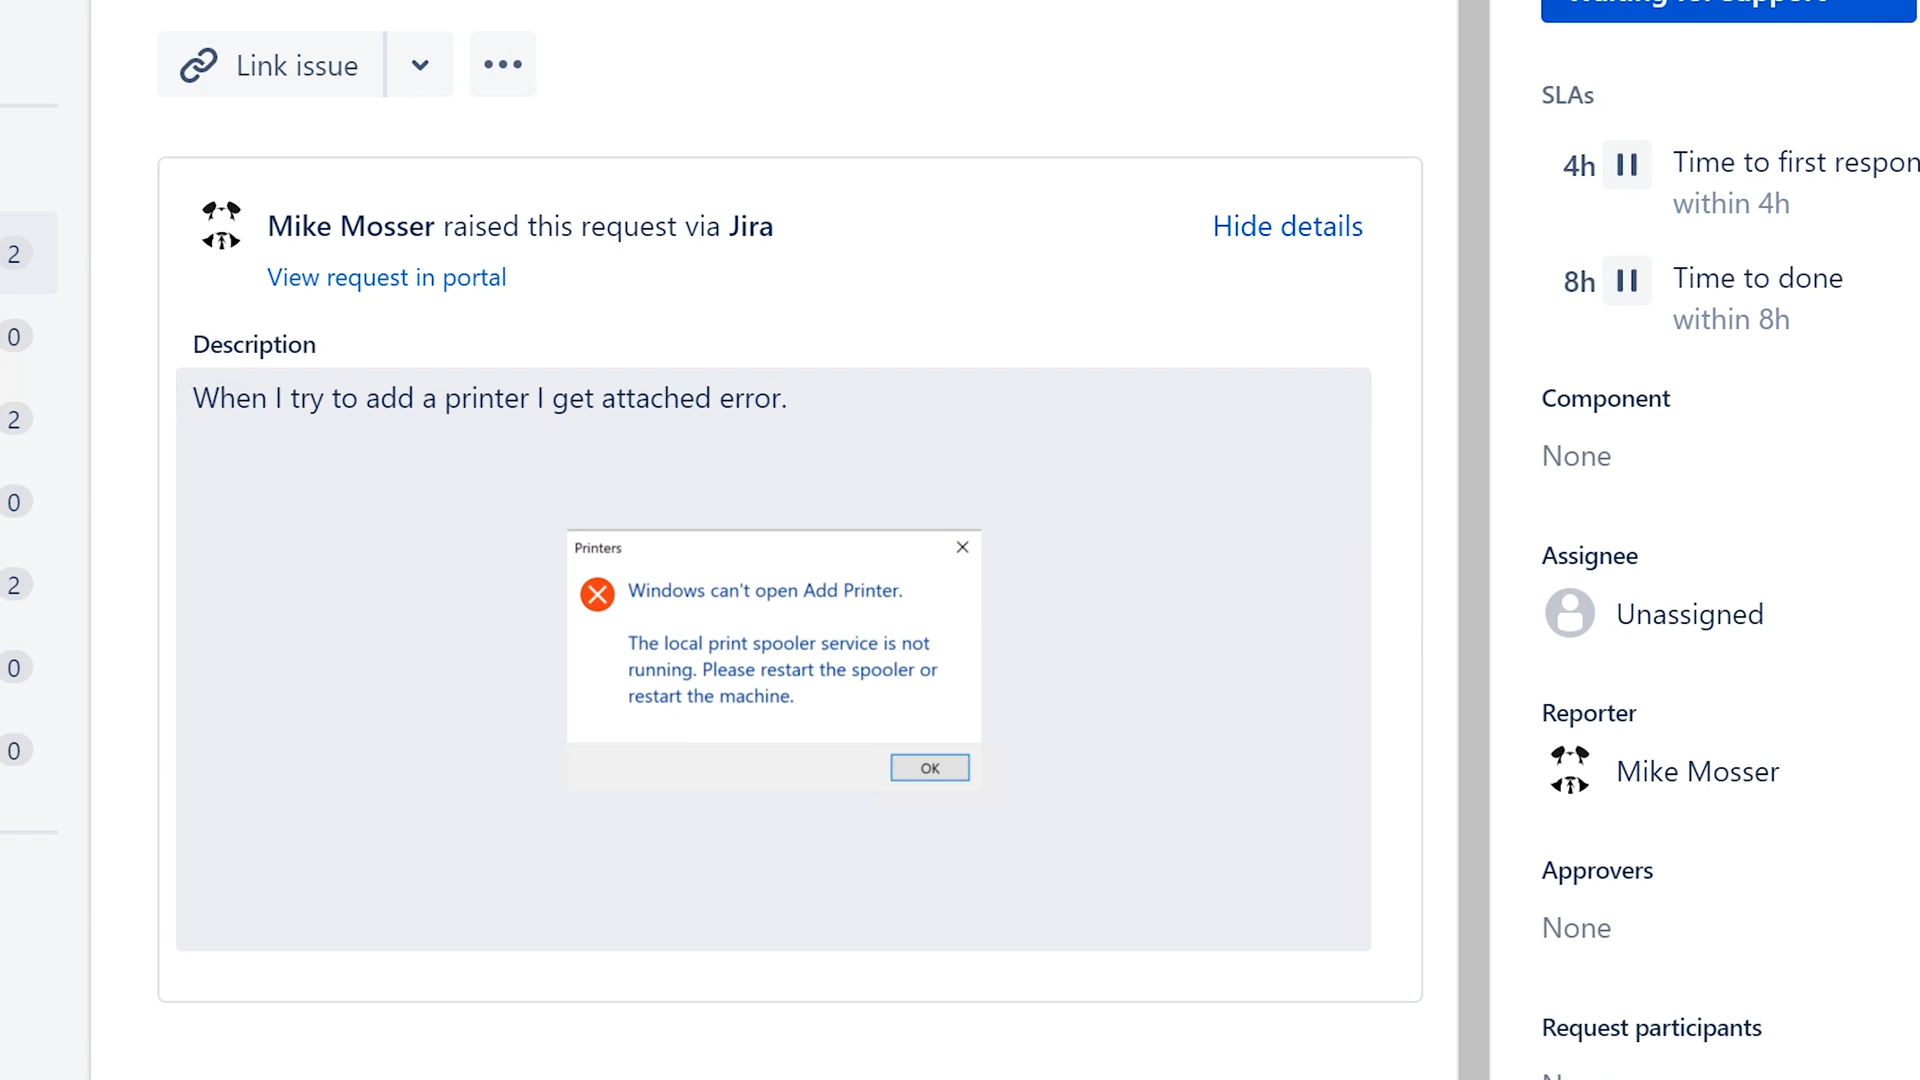 Waiting for support
Link issue
SLAs
4h
Time to first respon
within 4h
Mike Mosser raised this request via Jira
Hide details
View request in portal
8h
Time to done
within 8h
2
0
2
0
2
0
0
Description
When I try to add a printer I get attached error.
Printers
Windows can't open Add Printer.
The local print spooler service is not
running. Please restart the spooler or
restart the machine.
OK
Component
None
Assignee
Unassigned
Reporter
Mike Mosser
Approvers
None
Request participants